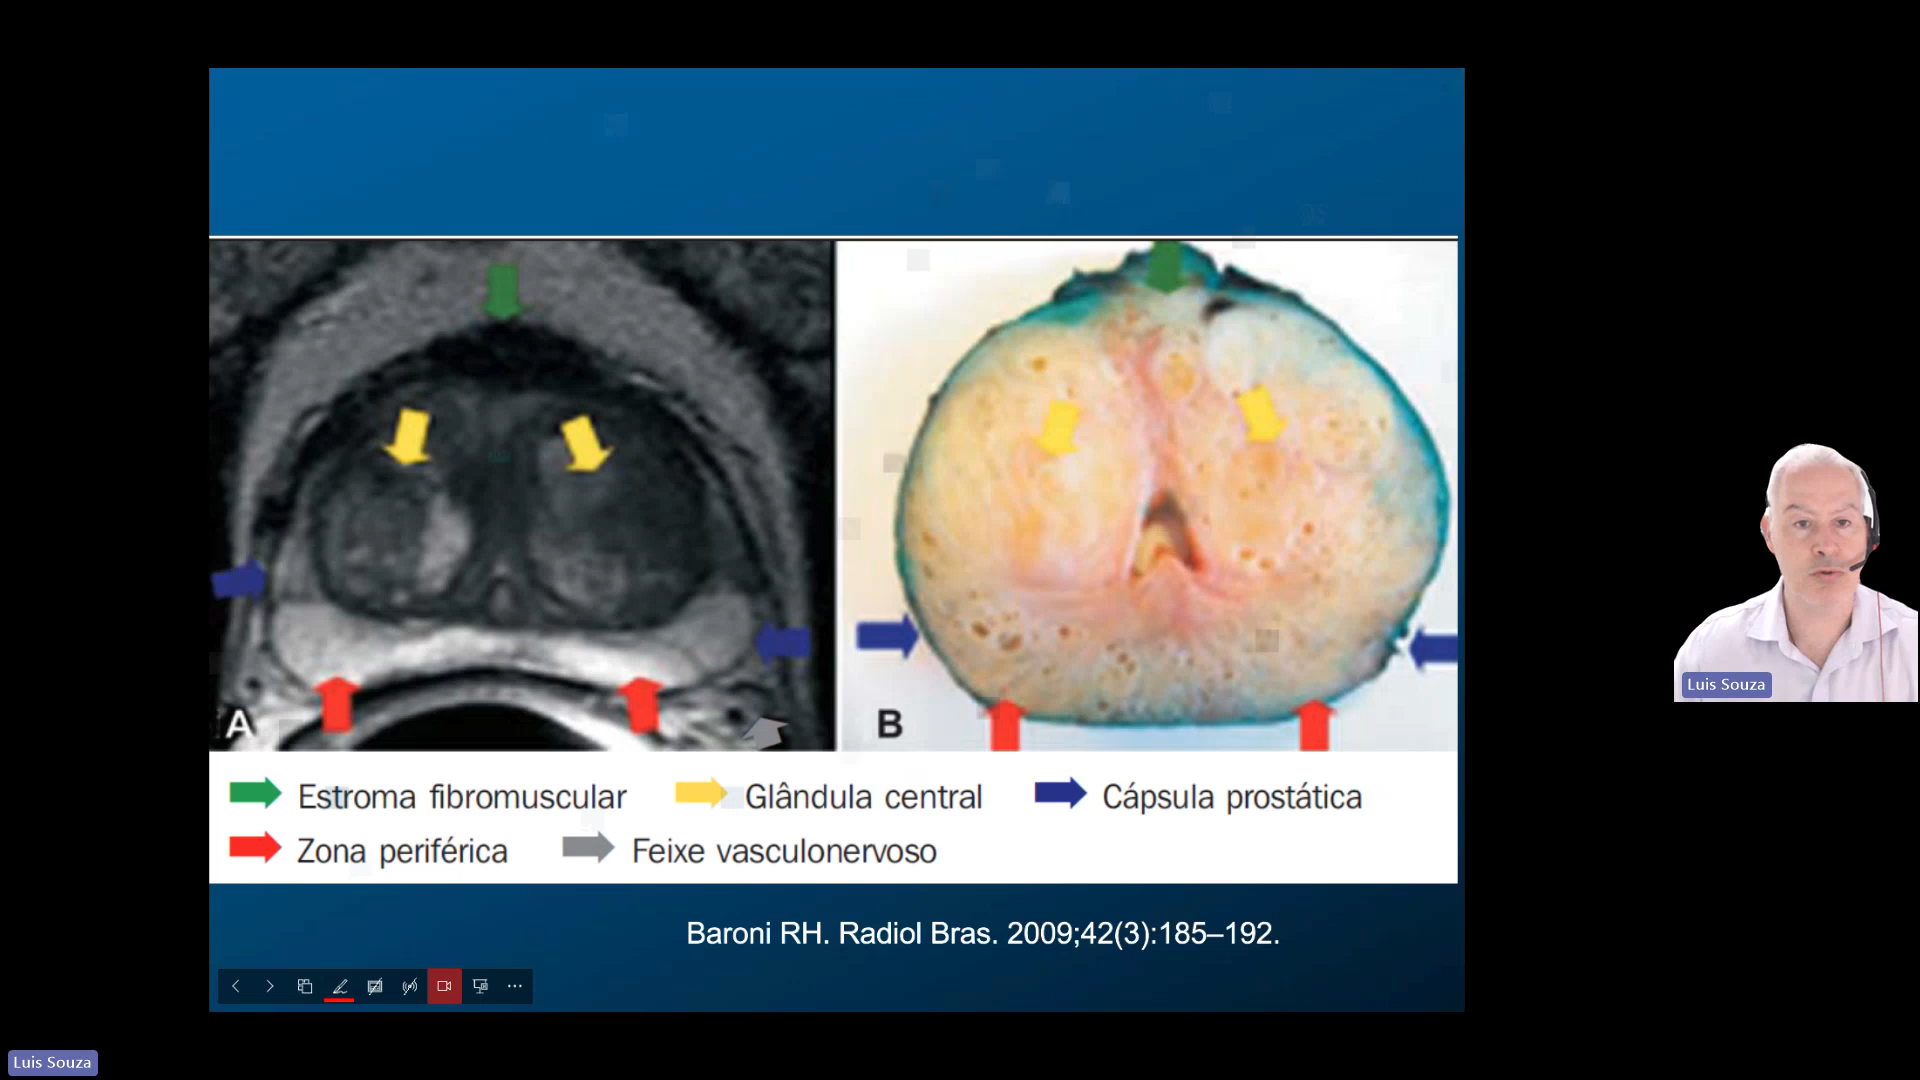 A
B
Estroma fibromuscular
Glândula central
Cápsula prostática
Zona periférica
Feixe vasculonervoso
Baroni RH. Radiol Bras. 2009;42(3):185–192.
Luis Souza
Luis Souza